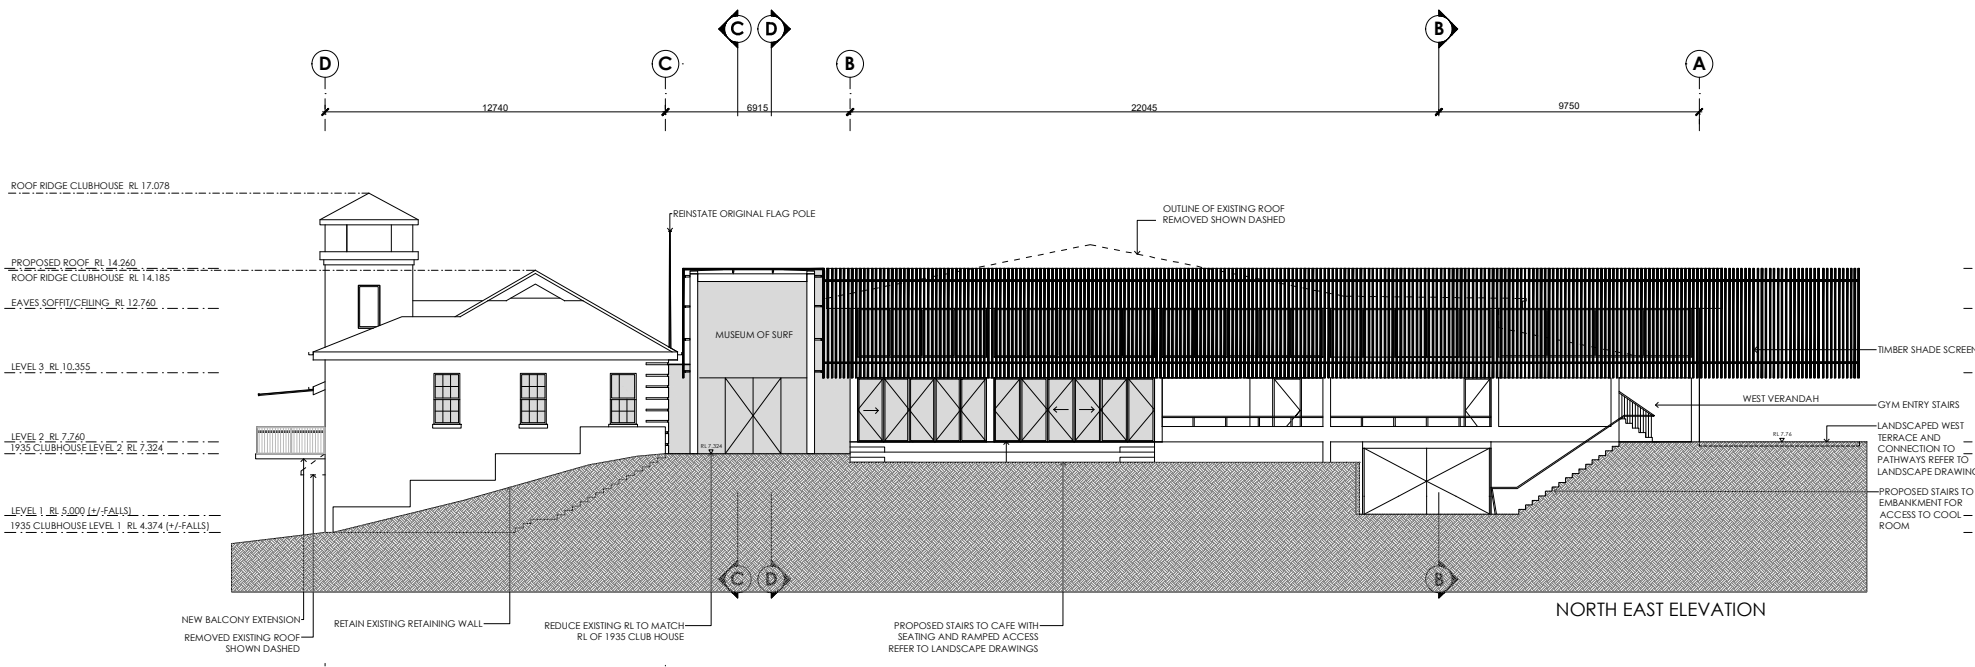 C D B
D C B A
12740 6915 22045 9750
ROOF RIDGE CLUBHOUSE RL 17.078
REINSTATE ORIGINAL FLAG POLE
OUTLINE OF EXISTING ROOF
REMOVED SHOWN DASHED
PROPOSED ROOF RL 14.260
ROOF RIDGE CLUBHOUSE RL 14.185
EAVES SOFFIT/CEILING RL 12.760
MUSEUM OF SURF
TIMBER SHADE SCREEN
LEVEL 3 RL 10.355
WEST VERANDAH
GYM ENTRY STAIRS
LEVEL 2 RL 7.760
1935 CLUBHOUSE LEVEL 2 RL 7.324
RL 7.324
RL 7.76
LANDSCAPED WEST
TERRACE AND
CONNECTION TO
PATHWAYS REFER TO
LANDSCAPE DRAWING
PROPOSED STAIRS TO
EMBANKMENT FOR
ACCESS TO COOL
ROOM
LEVEL 1 RL 5.000 (+/-FALLS)
1935 CLUBHOUSE LEVEL 1 RL 4.374 (+/-FALLS)
C D B
NEW BALCONY EXTENSION
REMOVED EXISTING ROOF
SHOWN DASHED
RETAIN EXISTING RETAINING WALL
REDUCE EXISTING RL TO MATCH
RL OF 1935 CLUB HOUSE
PROPOSED STAIRS TO CAFE WITH
SEATING AND RAMPED ACCESS
REFER TO LANDSCAPE DRAWINGS
NORTH EAST ELEVATION